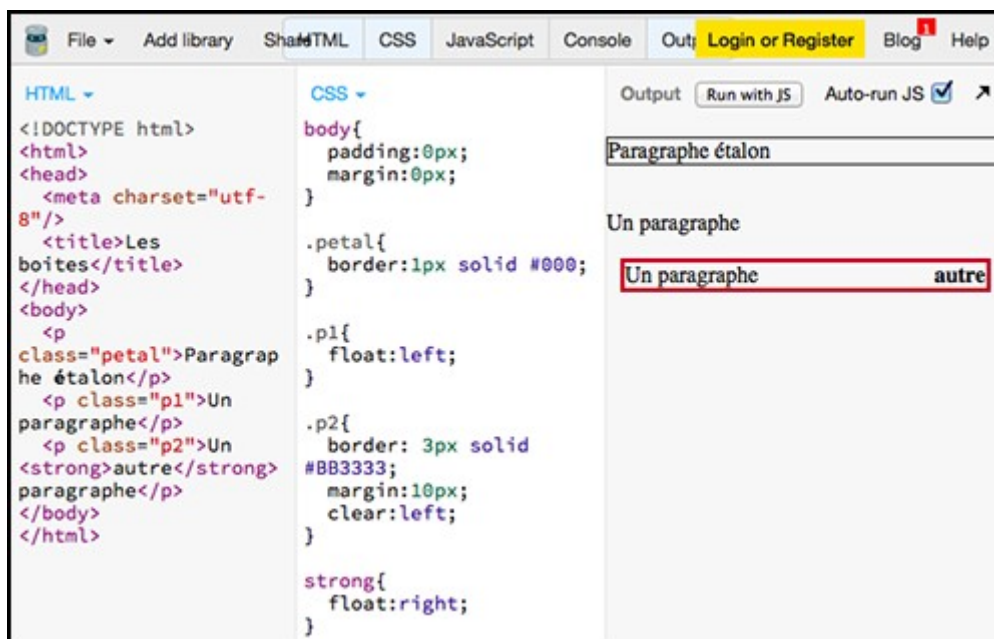 File Add library Share HTML CSS JavaScript Console Output Login or Register Blog 1 Help
HTML
<!DOCTYPE html>
<html>
<head>
<meta charset="utf-
8"/>
<title>Les
boites</title>
</head>
<body>
<p
class="petal">Paragrap
he étalon</p>
<p class="p1">Un
paragraphe</p>
<p class="p2">Un
<strong>autre</strong>
paragraphe</p>
</body>
</html>
CSS
body{
padding:0px;
margin:0px;
}
.petal{
border:1px solid #000;
}
.p1{
float:left;
}
.p2{
border: 3px solid
#BB3333;
margin:10px;
clear:left;
}
strong{
float:right;
}
Output Run with JS Auto-run JS
Paragraphe étalon
Un paragraphe
Un paragraphe autre